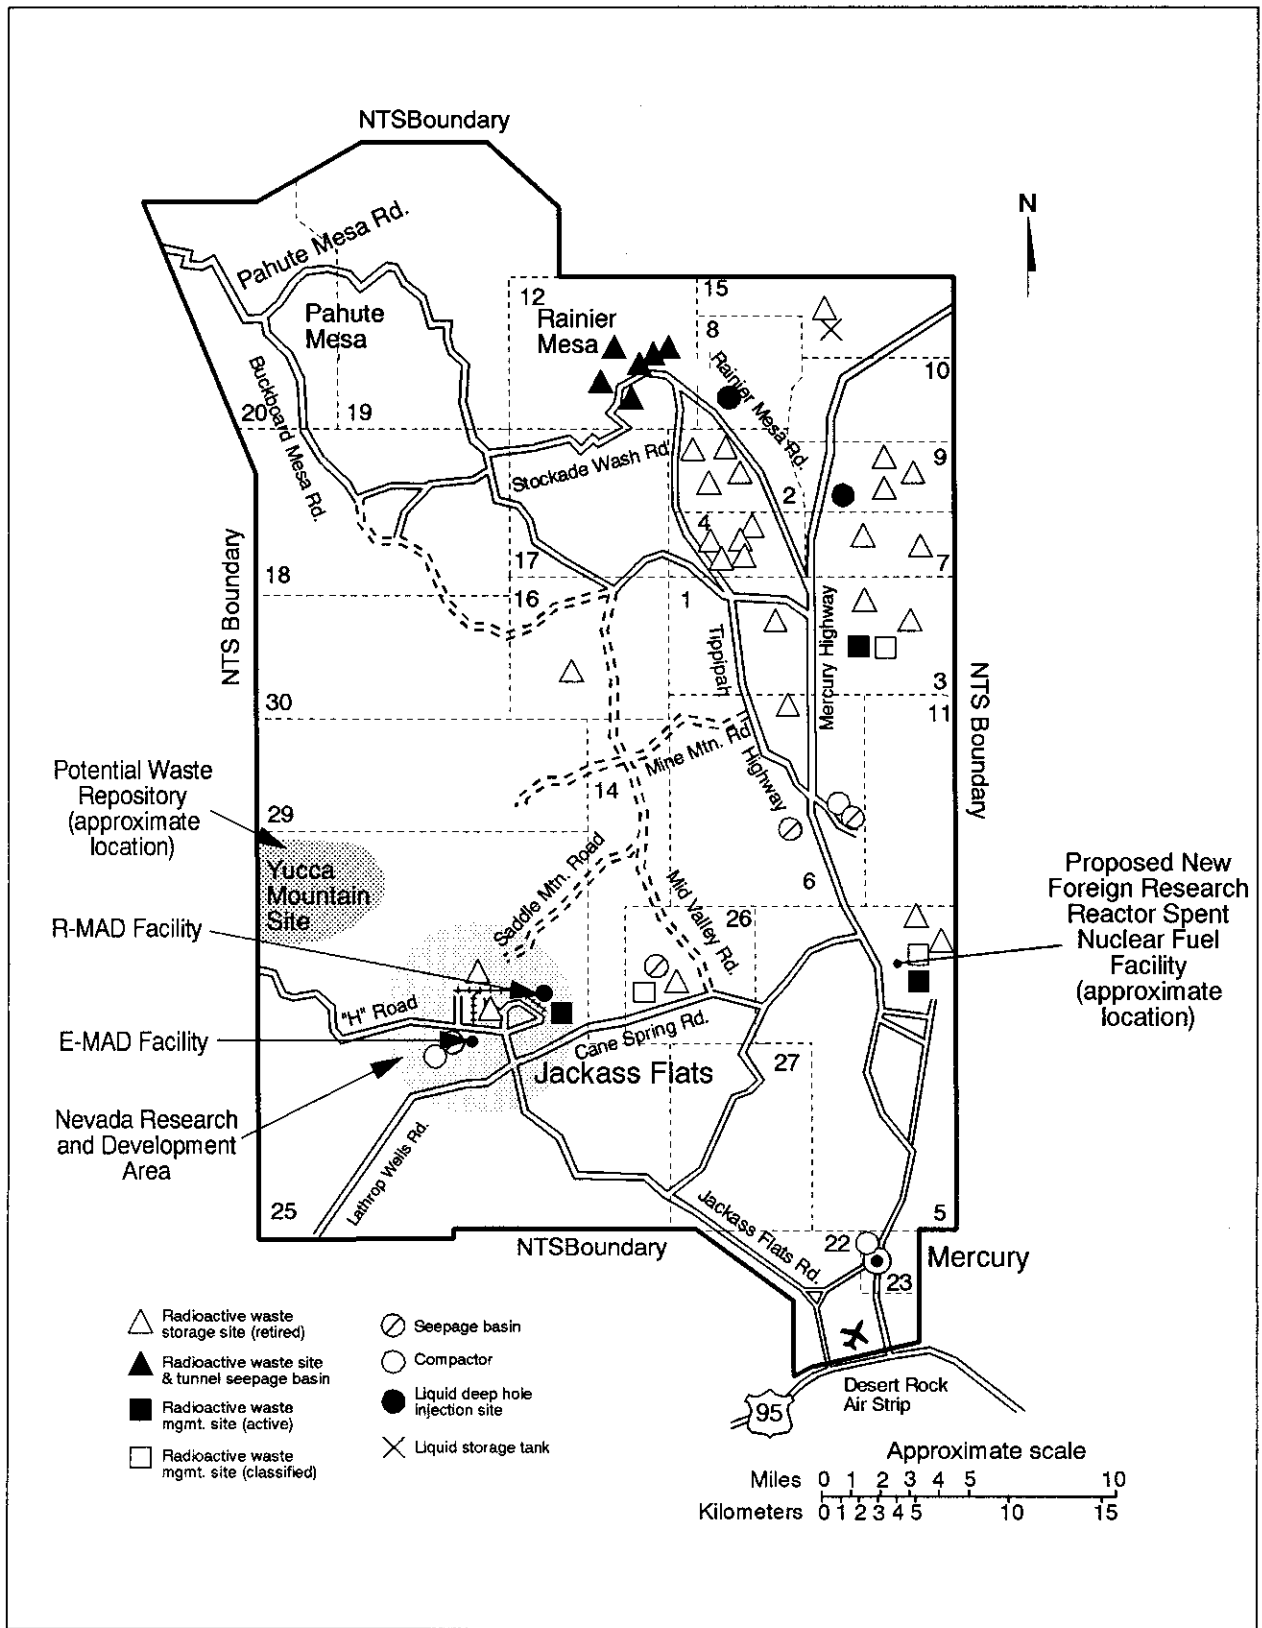 NTSBoundary
N
Pahute Mesa Rd.
Pahute
Mesa
12
Rainier
Mesa
15
8
Rainier Mesa Rd.
10
Buckboard Mesa Rd.
20
19
Stockade Wash Rd
9
2
4
17
7
18
16
1
NTS Boundary
Tippipah
Highway
Mercury Highway
3
11
NTS Boundary
30
Mine Mtn. Rd
14
29
Potential Waste
Repository
(approximate
location)
Yucca
Mountain
Site
Saddle Mtn. Road
Mid Valley Rd.
6
26
Proposed New
Foreign Research
Reactor Spent
Nuclear Fuel
Facility
(approximate
location)
R-MAD Facility
"H" Road
Cane Spring Rd.
E-MAD Facility
Jackass Flats
27
Nevada Research
and Development
Area
Lathrop Wells Rd.
25
Jackass Flats Rd.
5
NTSBoundary
22
Mercury
23
Desert Rock
Air Strip
95
Radioactive waste
storage site (retired)
Radioactive waste site
& tunnel seepage basin
Radioactive waste
mgmt. site (active)
Radioactive waste
mgmt. site (classified)
Seepage basin
Compactor
Liquid deep hole
injection site
Liquid storage tank
Approximate scale
Miles 0 1 2 3 4 5 10
Kilometers 0 1 2 3 4 5 10 15